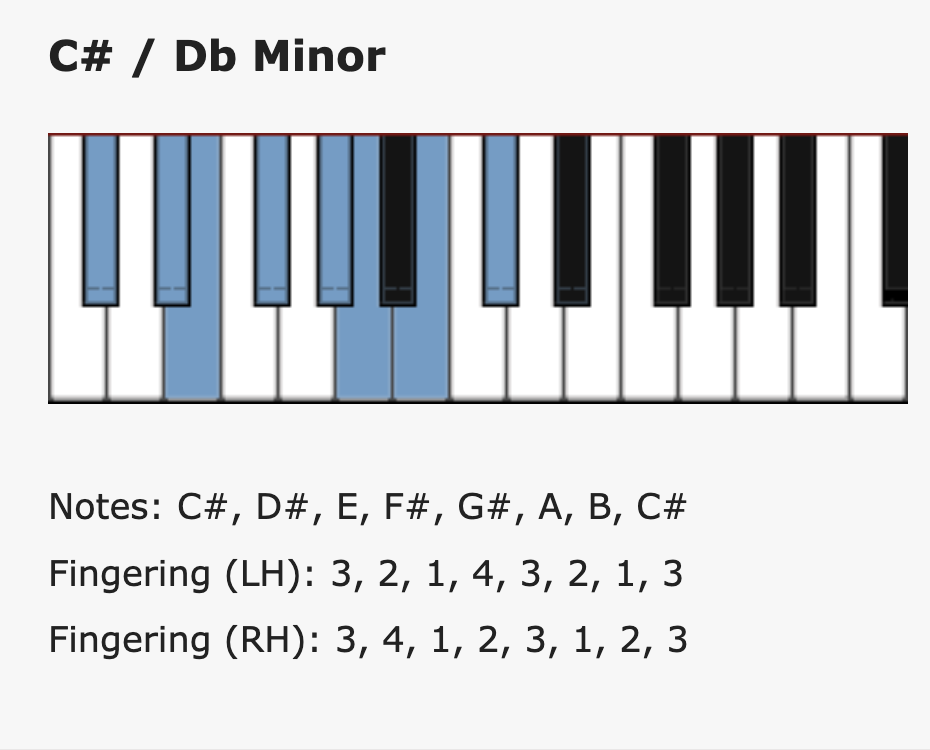 C# / Db Minor
Notes: C#, D#, E, F#, G#, A, B, C#
Fingering (LH): 3, 2, 1, 4, 3, 2, 1, 3
Fingering (RH): 3, 4, 1, 2, 3, 1, 2, 3